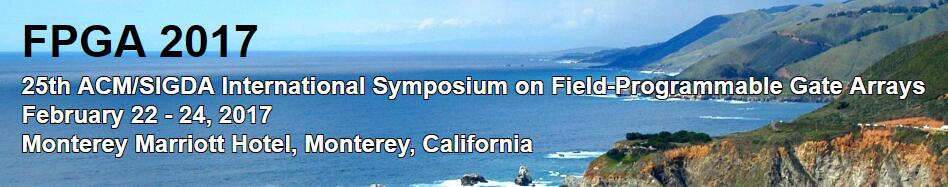 FPGA 2017
25th ACM/SIGDA International Symposium on Field-Programmable Gate Arrays
February 22 - 24, 2017
Monterey Marriott Hotel, Monterey, California